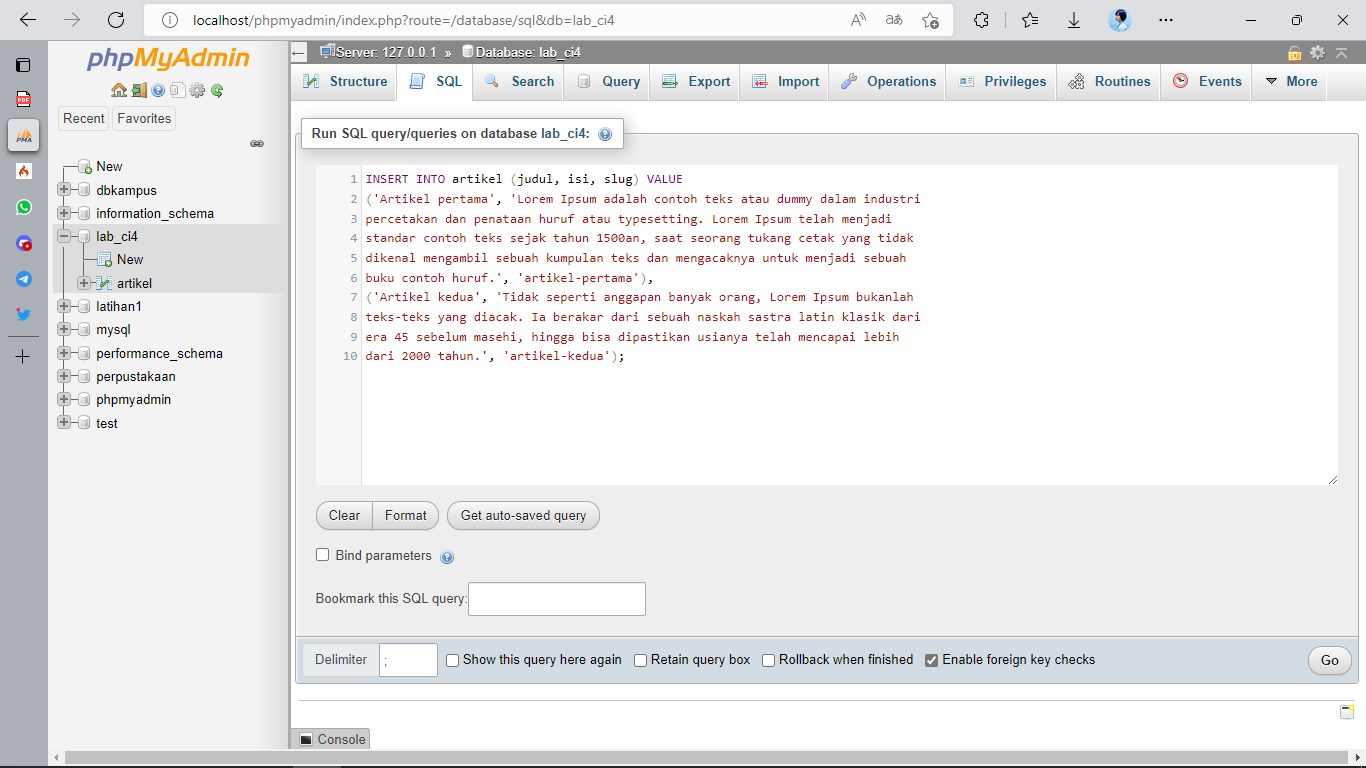 localhost/phpmyadmin/index.php?route=/database/sql&db=lab_ci4
phpMyAdmin
Recent Favorites
New
dbkampus
information_schema
lab_ci4
New
artikel
latihan1
mysql
performance_schema
perpustakaan
phpmyadmin
test
Server: 127.0.0.1 » Database: lab_ci4
Structure SQL Search Query Export Import Operations Privileges Routines Events More
Run SQL query/queries on database lab_ci4:
1 INSERT INTO artikel (judul, isi, slug) VALUE
2 ('Artikel pertama', 'Lorem Ipsum adalah contoh teks atau dummy dalam industri
3 percetakan dan penataan huruf atau typesetting. Lorem Ipsum telah menjadi
4 standar contoh teks sejak tahun 1500an, saat seorang tukang cetak yang tidak
5 dikenal mengambil sebuah kumpulan teks dan mengacaknya untuk menjadi sebuah
6 buku contoh huruf.', 'artikel-pertama'),
7 ('Artikel kedua', 'Tidak seperti anggapan banyak orang, Lorem Ipsum bukanlah
8 teks-teks yang diacak. Ia berakar dari sebuah naskah sastra latin klasik dari
9 era 45 sebelum masehi, hingga bisa dipastikan usianya telah mencapai lebih
10 dari 2000 tahun.', 'artikel-kedua');
Clear Format Get auto-saved query
Bind parameters
Bookmark this SQL query:
Delimiter ; Show this query here again Retain query box Rollback when finished Enable foreign key checks Go
Console
PDF
PMA